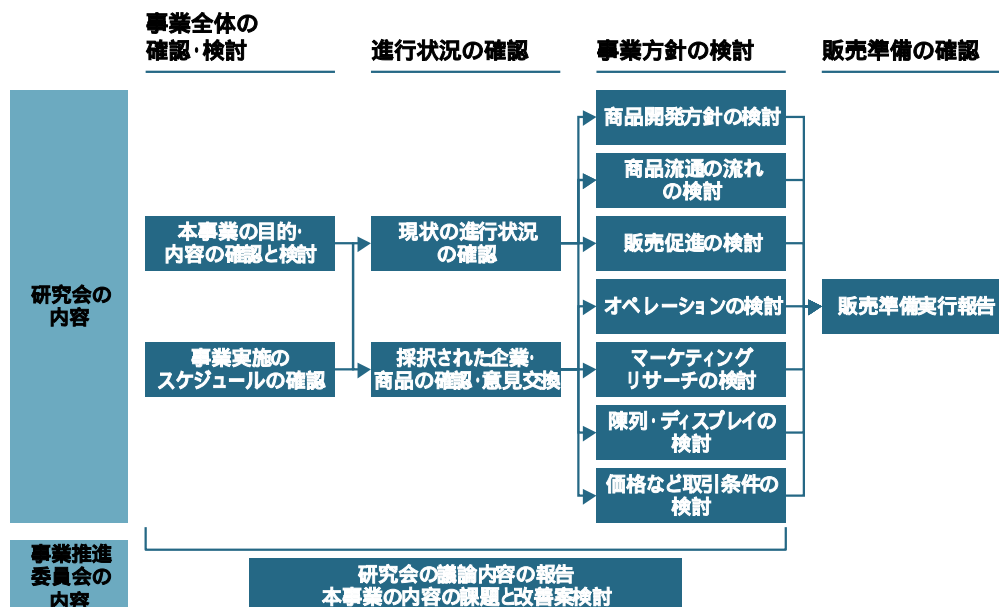 事業全体の
確認・検討
進行状況の確認
事業方針の検討
販売準備の確認
研究会の
内容
本事業の目的・
内容の確認と検討
事業実施の
スケジュールの確認
現状の進行状況
の確認
採択された企業・
商品の確認・意見交換
商品開発方針の検討
商品流通の流れ
の検討
販売促進の検討
オペレーションの検討
マーケティング
リサーチの検討
陳列・ディスプレイの
検討
価格など取引条件の
検討
販売準備実行報告
事業推進
委員会の
内容
研究会の議論内容の報告
本事業の内容の課題と改善案検討